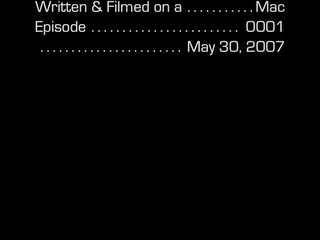 Written & Filmed on a ...........Mac
Episode ........................ 0001
....................... May 30, 2007